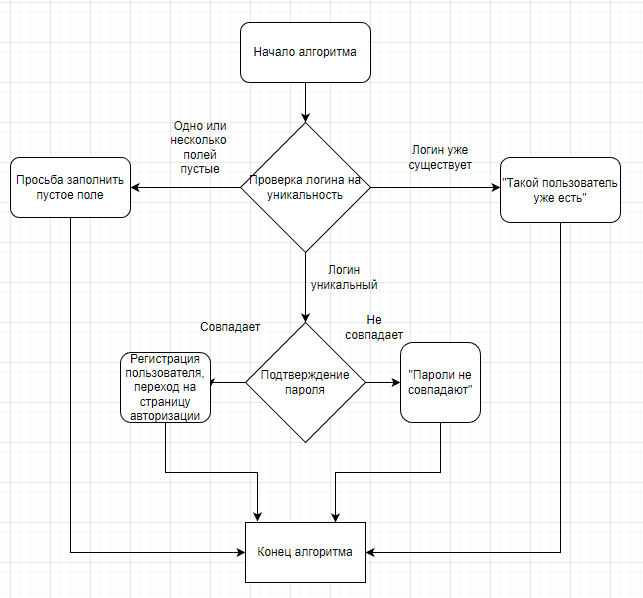 Начало алгоритма
Одно или
несколько
полей
пустые
Логин уже
существует
Просьба заполнить
пустое поле
Проверка логина на
уникальность
"Такой пользователь
уже есть"
Логин
уникальный
Совпадает
Не
совпадает
Регистрация
пользователя,
переход на
страницу
авторизации
Подтверждение
пароля
"Пароли не
совпадают"
Конец алгоритма